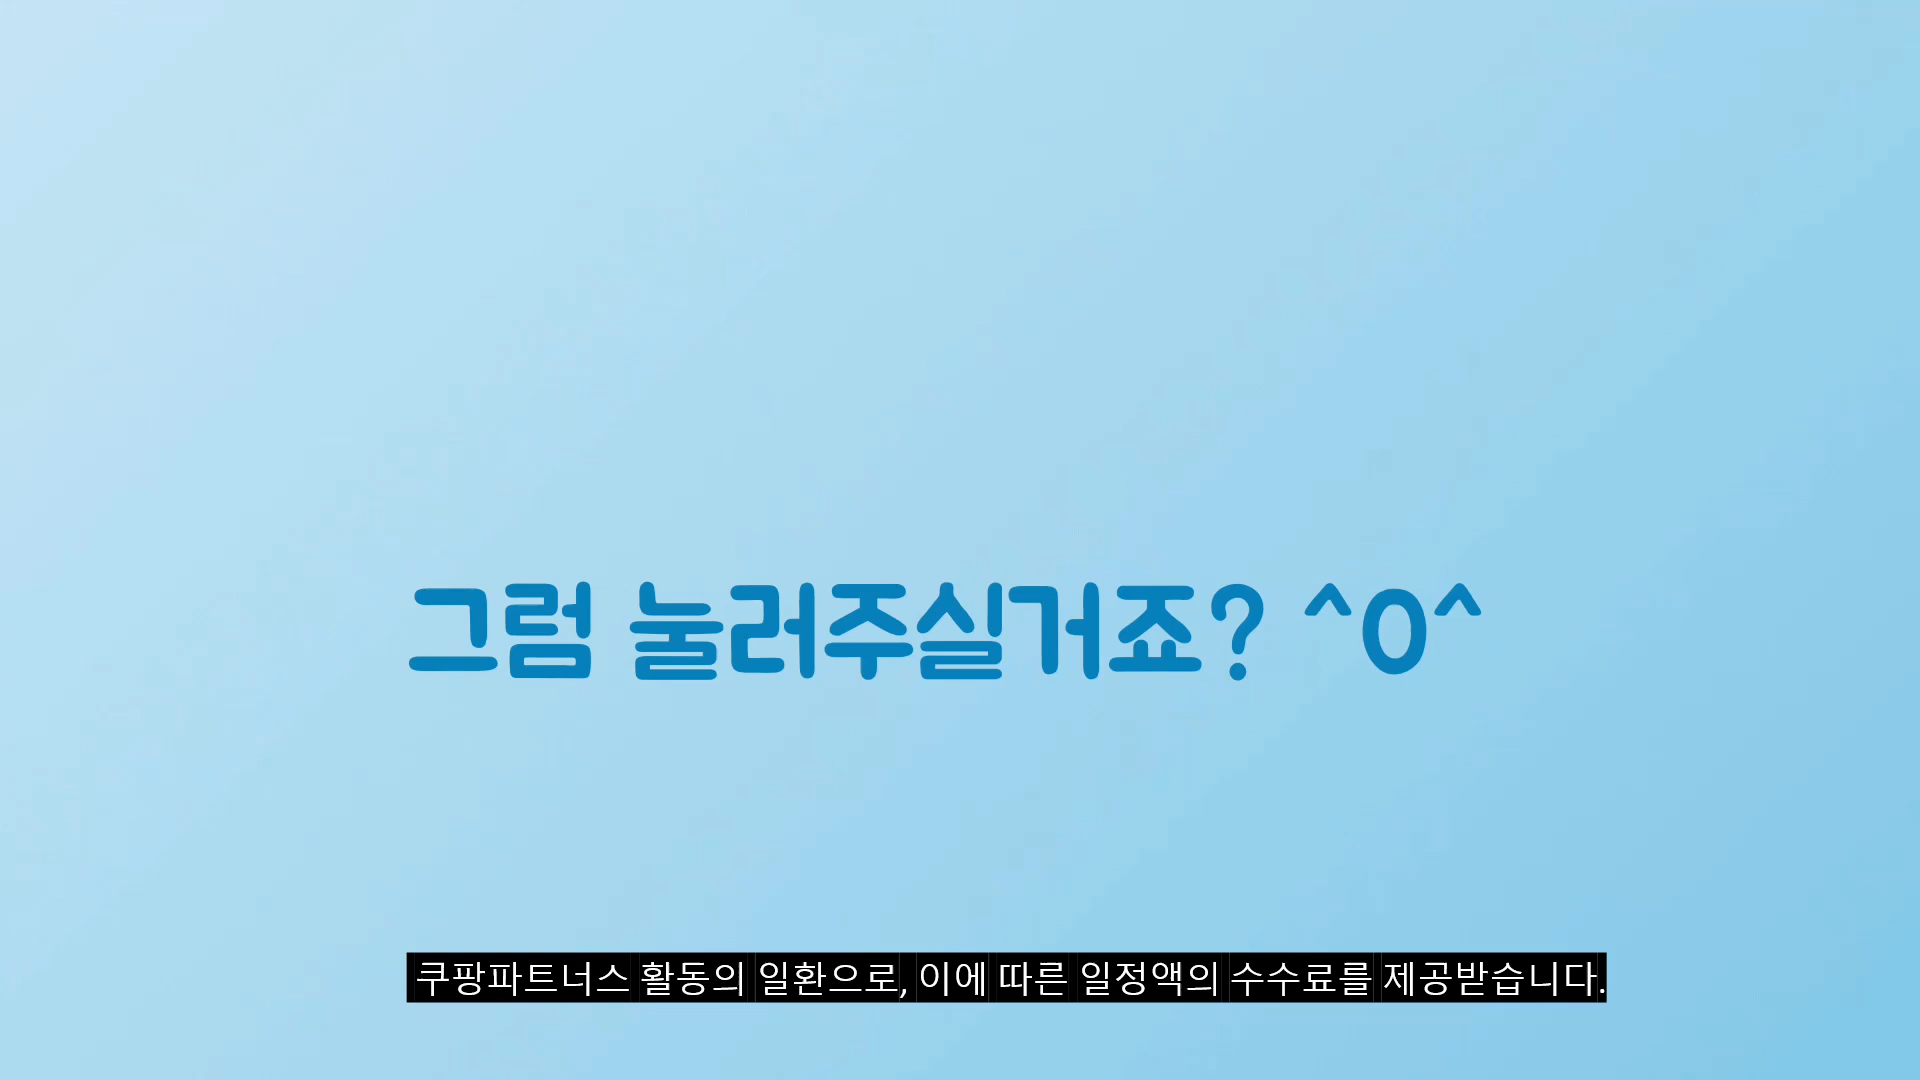 그럼 눌러주실거죠? ^0^
쿠팡파트너스 활동의 일환으로, 이에 따른 일정액의 수수료를 제공받습니다.